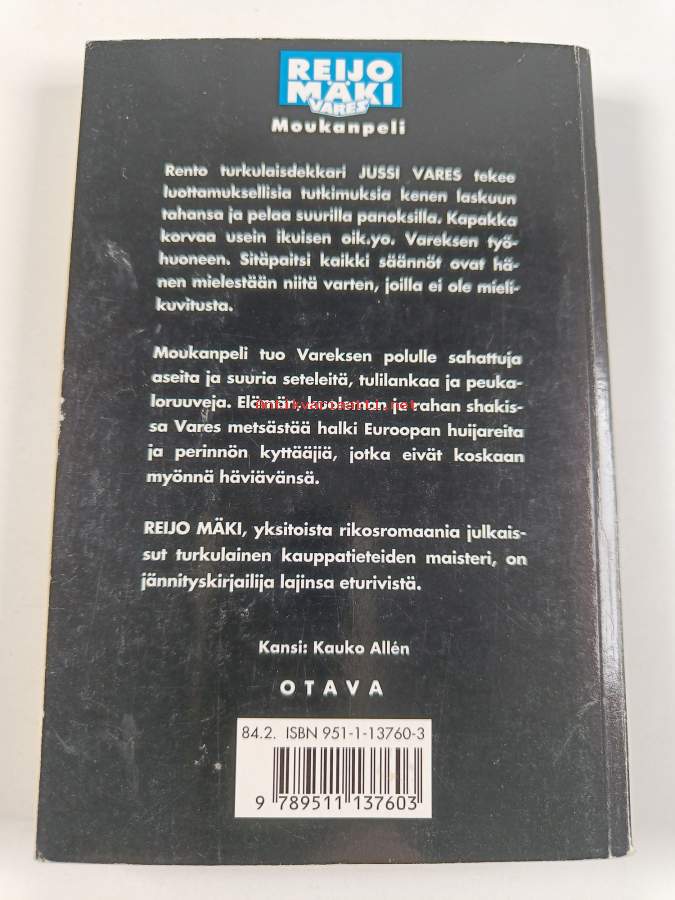 REIJO
MÄKI
VARES
Moukanpeli
Rento turkulaisdekkari JUSSI VARES tekee
luottamuksellisia tutkimuksia kenen laskuun
tahansa ja pelaa suurilla panoksilla. Kapakka
korvaa usein ikuisen oik.yo. Vareksen työ-
huoneen. Sitäpaitsi kaikki säännöt ovat hä-
nen mielestään niitä varten, joilla ei ole mieli-
kuvitusta.
Moukanpeli tuo Vareksen polulle sahattuja
aseita ja suuria seteleitä, tulilankaa ja peuka-
loruuveja. Elämän, kuoleman ja rahan shakis-
sa Vares metsästää halki Euroopan huijareita
ja perinnön kyttääjiä, jotka eivät koskaan
myönnä häviävänsä.
REIJO MÄKI, yksitoista rikosromaania julkais-
sut turkulainen kauppatieteiden maisteri, on
jännityskirjailija lajinsa eturivistä.
Kansi: Kauko Allén
OTAVA
84.2. ISBN 951-1-13760-3
9 789511 137603